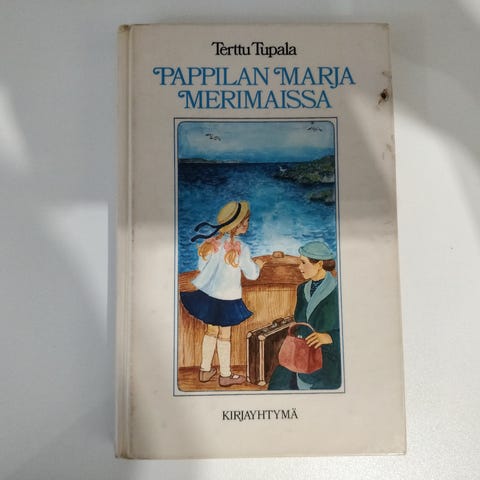 Terttu Tupala
PAPPILAN MARJA
MERIMAISSA
KIRJAYHTYMÄ